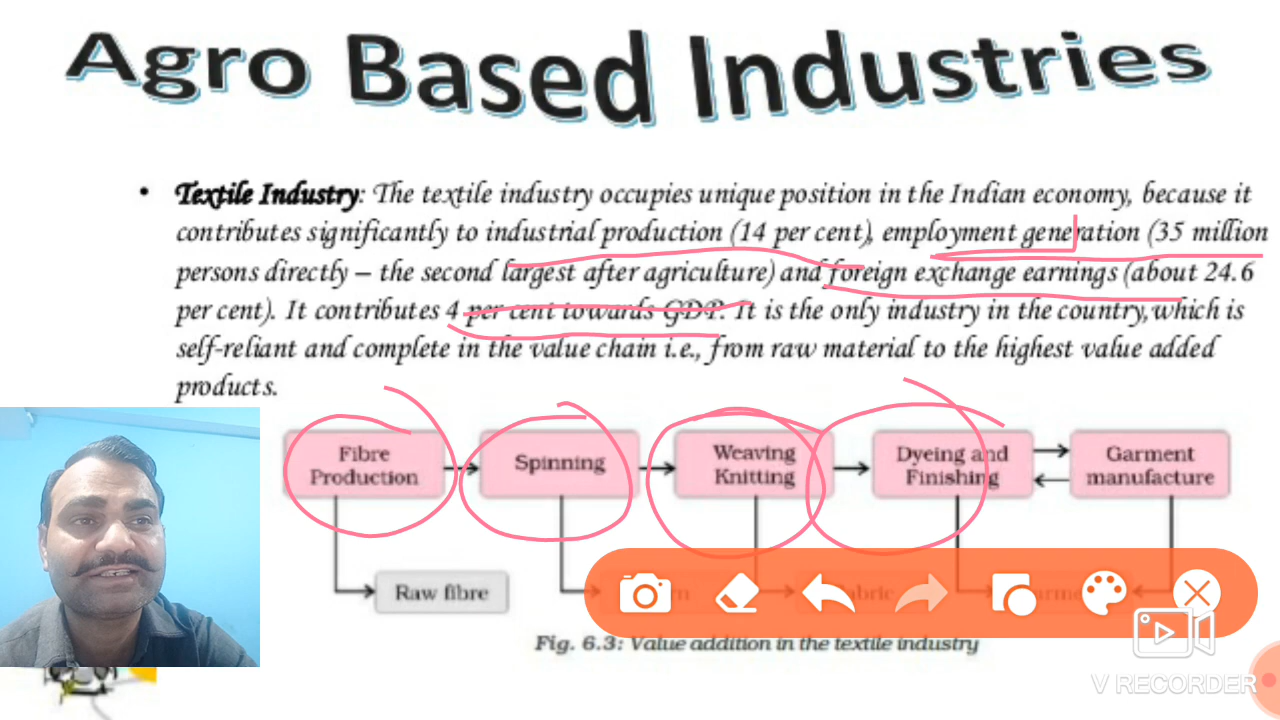 Agro Based Industries
• Textile Industry: The textile industry occupies unique position in the Indian economy, because it
contributes significantly to industrial production (14 per cent), employment generation (35 million
persons directly – the second largest after agriculture) and foreign exchange earnings (about 24.6
per cent). It contributes 4 per cent towards GDP. It is the only industry in the country,which is
self-reliant and complete in the value chain i.e., from raw material to the highest value added
products.
Fibre Production
Spinning
Weaving Knitting
Dyeing and Finishing
Garment manufacture
Raw fibre
Fig. 6.3: Value addition in the textile industry
V RECORDER